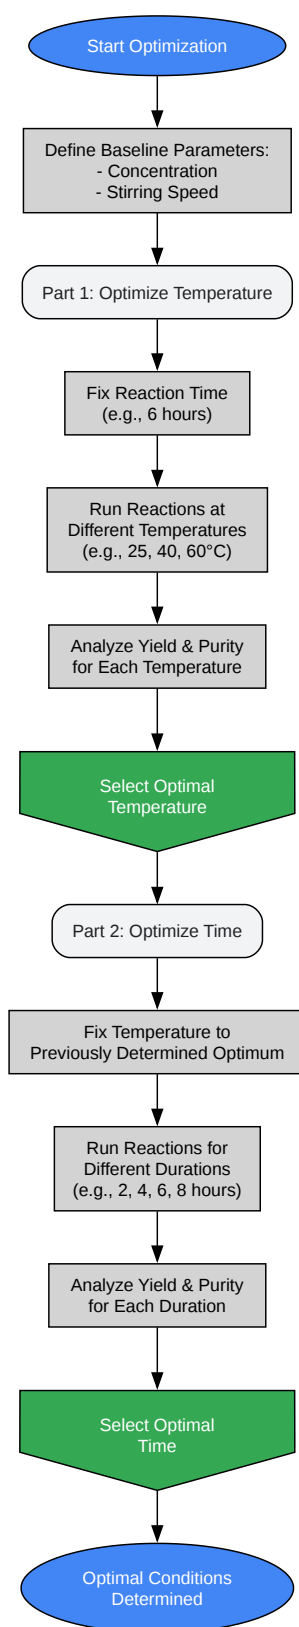 Start Optimization
Define Baseline Parameters:
- Concentration
- Stirring Speed
Part 1: Optimize Temperature
Fix Reaction Time
(e.g., 6 hours)
Run Reactions at
Different Temperatures
(e.g., 25, 40, 60°C)
Analyze Yield & Purity
for Each Temperature
Select Optimal
Temperature
Part 2: Optimize Time
Fix Temperature to
Previously Determined Optimum
Run Reactions for
Different Durations
(e.g., 2, 4, 6, 8 hours)
Analyze Yield & Purity
for Each Duration
Select Optimal
Time
Optimal Conditions
Determined